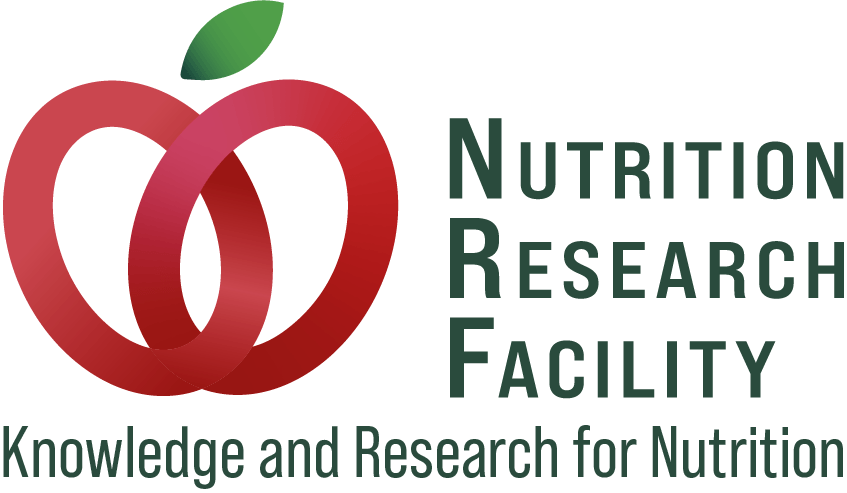 NUTRITION
RESEARCH
FACILITY
Knowledge and Research for Nutrition